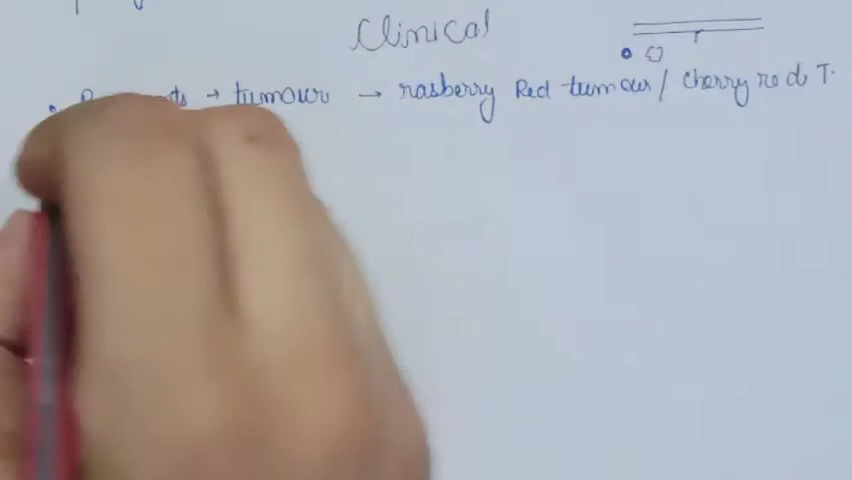 Clinical
→ tumour → rasberry Red tumour / cherry red T.